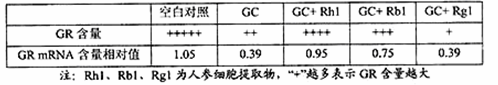 空白对照 GC GC+ Rh1 GC+ Rb1 GC+ Rg1
GR 含量 +++++ ++ ++++ +++ +
GR mRNA 含量相对值 1.05 0.39 0.95 0.75 0.39
注：Rh1、Rb1、Rg1 为人参细胞提取物，“+”越多表示 GR 含量越大